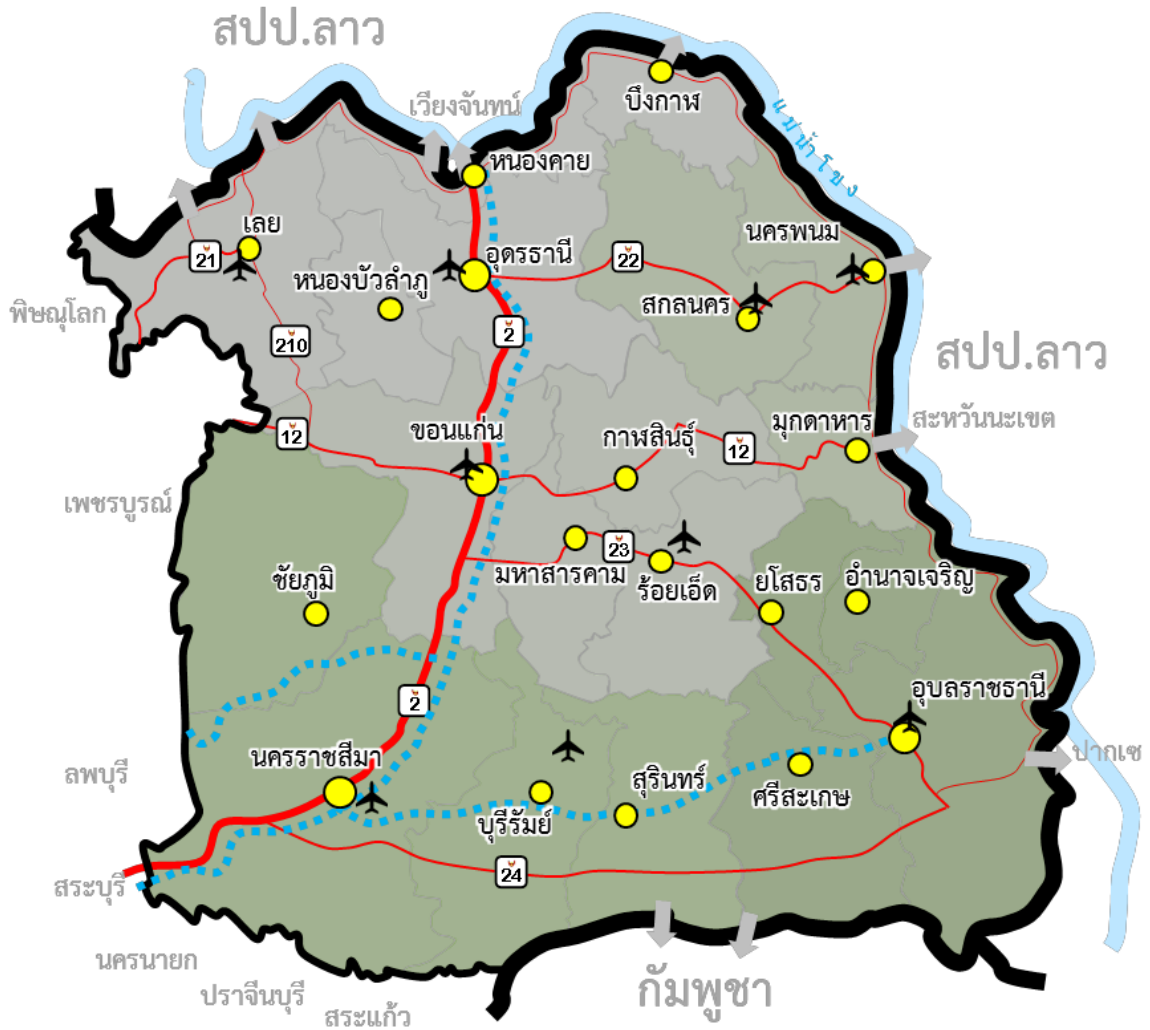 สปป.ลาว
เวียงจันทน์
บึงกาฬ
แม่น้ำโขง
หนองคาย
เลย
21
อุดรธานี
22
นครพนม
หนองบัวลำภู
สกลนคร
พิษณุโลก
2
210
สปป.ลาว
สะหวันนะเขต
มุกดาหาร
ขอนแก่น
กาฬสินธุ์
12
12
เพชรบูรณ์
23
มหาสารคาม
ร้อยเอ็ด
ชัยภูมิ
ยโสธร
อำนาจเจริญ
2
อุบลราชธานี
นครราชสีมา
ปากเซ
ลพบุรี
สุรินทร์
ศรีสะเกษ
บุรีรัมย์
24
สระบุรี
นครนายก
ปราจีนบุรี
สระแก้ว
กัมพูชา